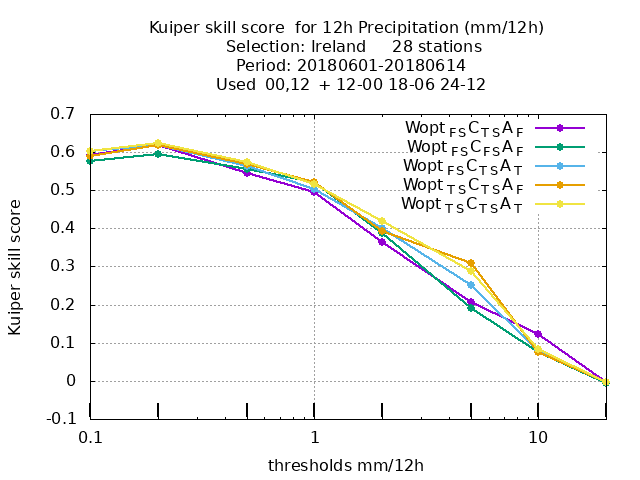 Kuiper skill score  for 12h Precipitation (mm/12h)
Selection: Ireland     28 stations
Period: 20180601-20180614
Used  00,12  + 12-00 18-06 24-12
Wopt FS C TS A F
Wopt FS C FS A F
Wopt FS C TS A T
Wopt TS C TS A F
Wopt TS C TS A T
0.7
0.6
0.5
0.4
0.3
0.2
0.1
0
-0.1
Kuiper skill score
0.1 1 10
thresholds mm/12h